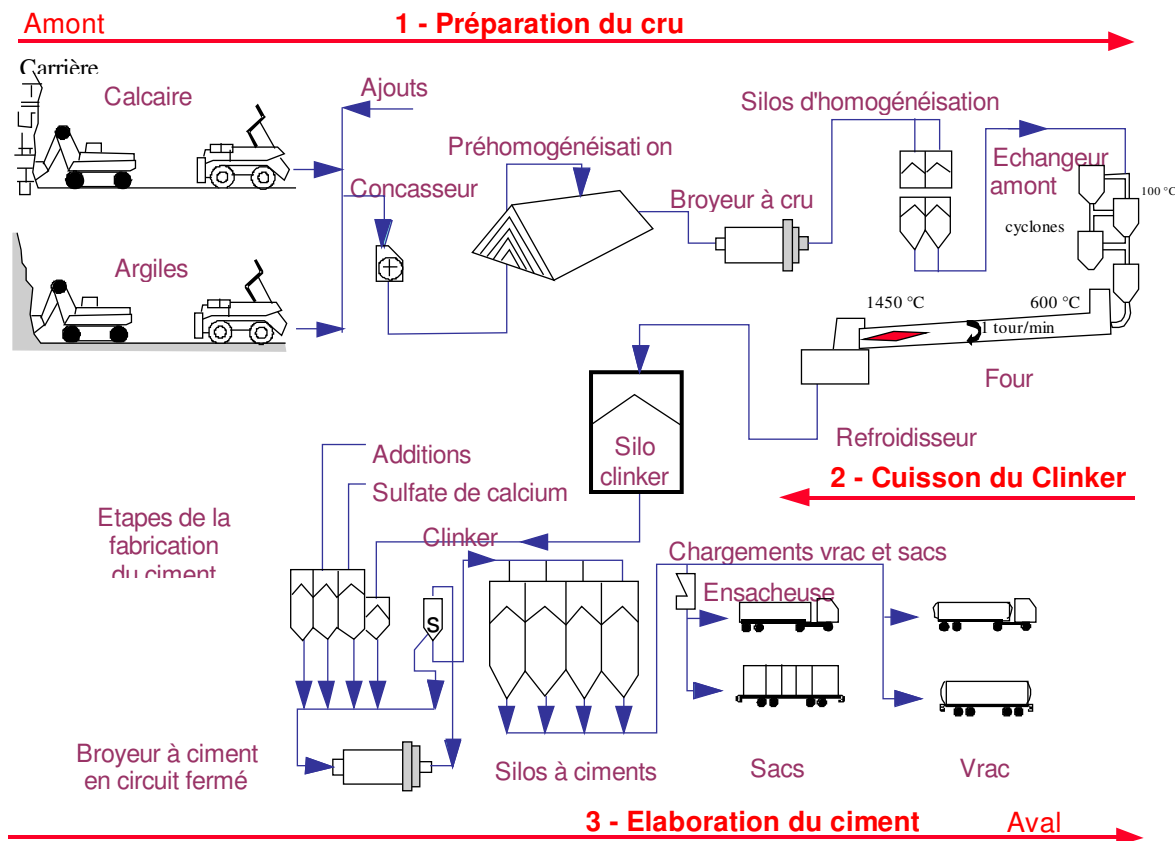 Amont
1 - Préparation du cru
Carrière
Calcaire
Ajouts
Silos d'homogénéisation
Préhomogénéisati on
Concasseur
Echangeur
amont
100 °C
Broyeur à cru
cyclones
Argiles
1450 °C
600 °C
1 tour/min
Four
Silo
clinker
Refroidisseur
Additions
2 - Cuisson du Clinker
Sulfate de calcium
Etapes de la
fabrication
du ciment
Clinker
Chargements vrac et sacs
Ensacheuse
S
Broyeur à ciment
en circuit fermé
Silos à ciments
Sacs
Vrac
3 - Elaboration du ciment
Aval